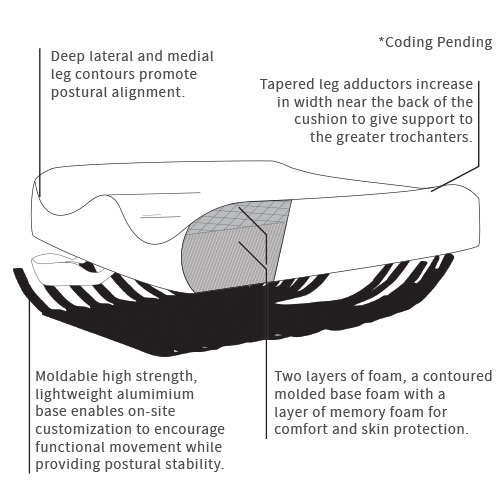 *Coding Pending
Deep lateral and medial
leg contours promote
postural alignment.
Tapered leg adductors increase
in width near the back of the
cushion to give support to
the greater trochanters.
Moldable high strength,
lightweight alumimium
base enables on-site
customization to encourage
functional movement while
providing postural stability.
Two layers of foam, a contoured
molded base foam with a
layer of memory foam for
comfort and skin protection.